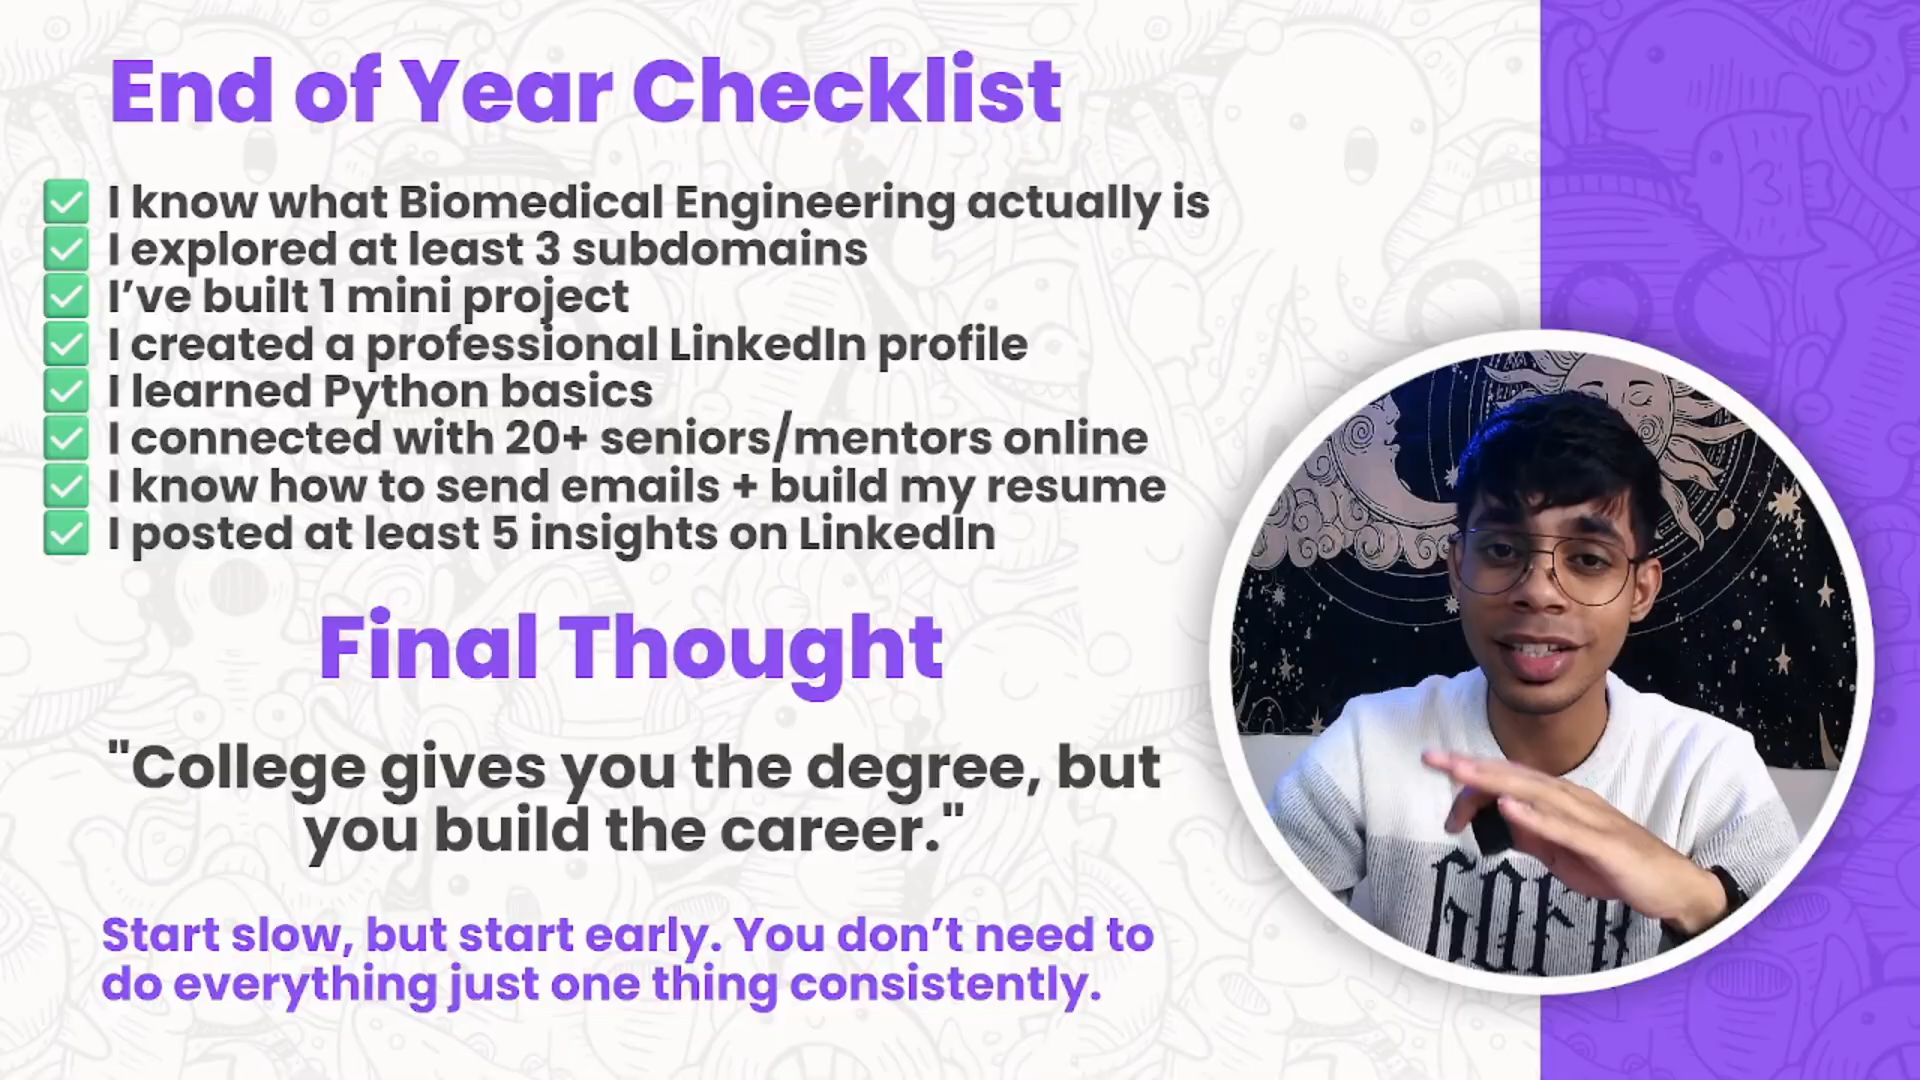 End of Year Checklist
I know what Biomedical Engineering actually is
I explored at least 3 subdomains
I’ve built 1 mini project
I created a professional LinkedIn profile
I learned Python basics
I connected with 20+ seniors/mentors online
I know how to send emails + build my resume
I posted at least 5 insights on LinkedIn
Final Thought
"College gives you the degree, but
you build the career."
Start slow, but start early. You don’t need to
do everything just one thing consistently.